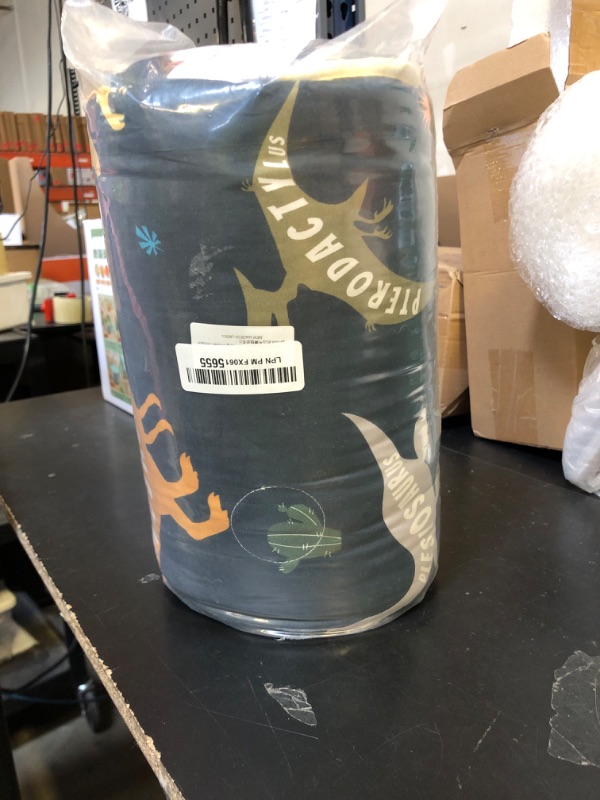 PTERODACTYLUS
LPN PM FX0615655
PLESIOSAURUS